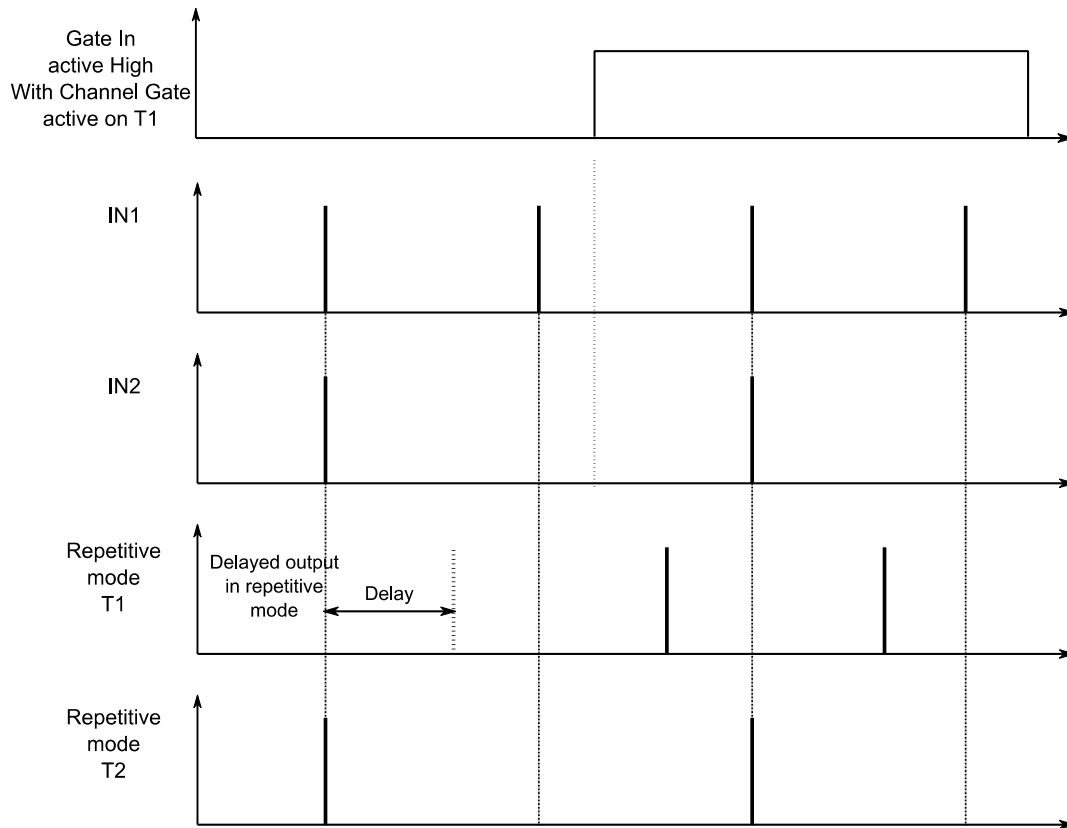 Gate In
active High
With Channel Gate
active on T1
IN1
IN2
Repetitive
mode
T1
Delayed output
in repetitive
mode
Delay
Repetitive
mode
T2